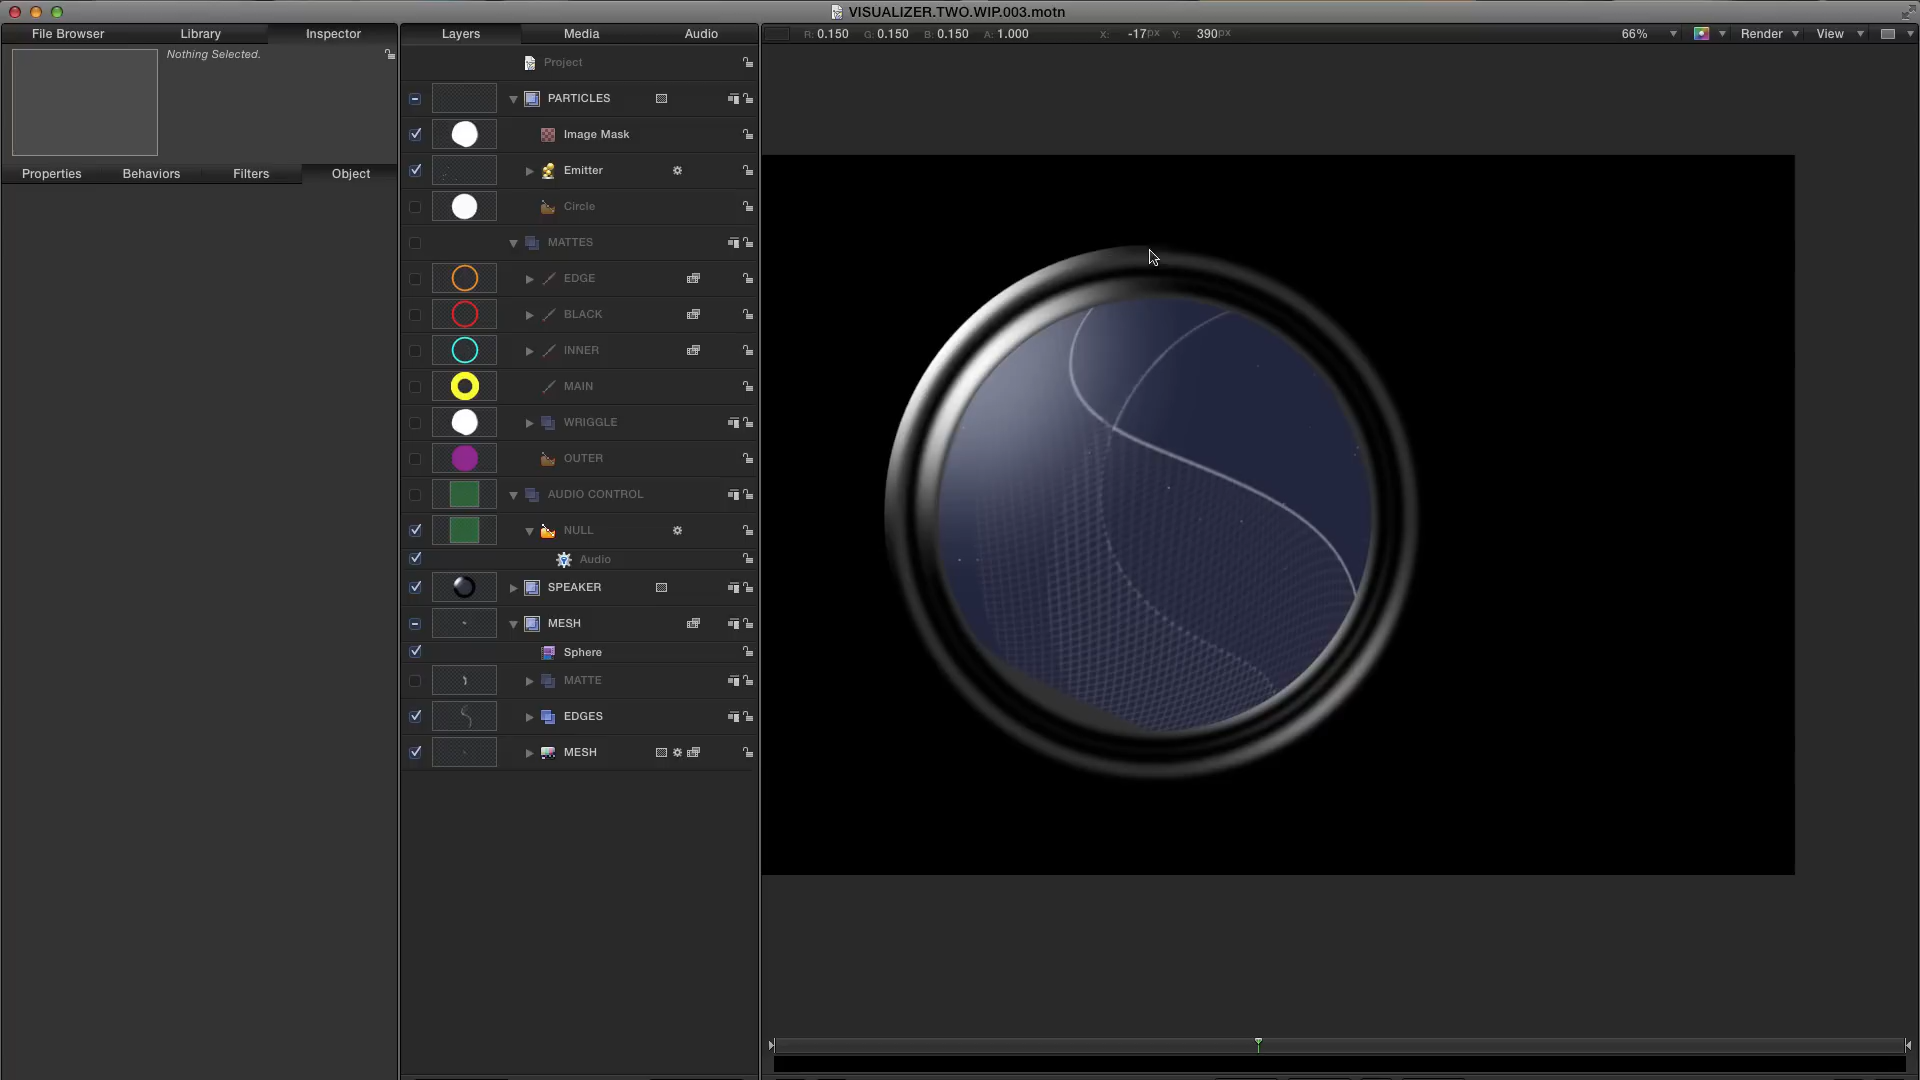 VISUALIZER.TWO.WIP.003.motn
File Browser Library Inspector Layers Media Audio R: 0.150 G: 0.150 B: 0.150 A: 1.000 X: -17px Y: 390px 66% Render View
Nothing Selected.
Project
PARTICLES
Image Mask
Emitter
Properties Behaviors Filters Object
Circle
MATTES
EDGE
BLACK
INNER
MAIN
WRIGGLE
OUTER
AUDIO CONTROL
NULL
Audio
SPEAKER
MESH
Sphere
MATTE
EDGES
MESH